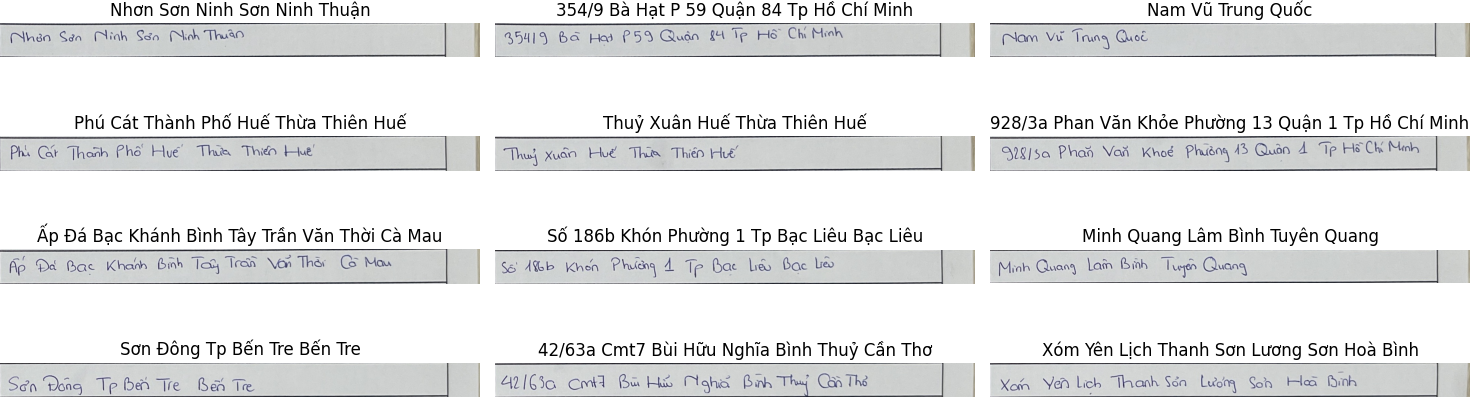 Nhơn Sơn Ninh Sơn Ninh Thuận
354/9 Bà Hạt P 59 Quận 84 Tp Hồ Chí Minh
Nam Vũ Trung Quốc
Nhơn Sơn Ninh Sơn Ninh Thuận
354/9 Bà Hạt P 59 Quận 84 Tp Hồ Chí Minh
Nam Vũ Trung Quốc
Phú Cát Thành Phố Huế Thừa Thiên Huế
Thuỷ Xuân Huế Thừa Thiên Huế
928/3a Phan Văn Khỏe Phường 13 Quận 1 Tp Hồ Chí Minh
Phú Cát Thành Phố Huế Thừa Thiên Huế
Thuỷ Xuân Huế Thừa Thiên Huế
928/3a Phan Văn Khoẻ Phường 13 Quận 1 Tp Hồ Chí Minh
Ấp Đá Bạc Khánh Bình Tây Trần Văn Thời Cà Mau
Số 186b Khón Phường 1 Tp Bạc Liêu Bạc Liêu
Minh Quang Lâm Bình Tuyên Quang
Ấp Đá Bạc Khánh Bình Tây Trần Văn Thời Cà Mau
Số 186b Khón Phường 1 Tp Bạc Liêu Bạc Liêu
Minh Quang Lâm Bình Tuyên Quang
Sơn Đông Tp Bến Tre Bến Tre
42/63a Cmt7 Bùi Hữu Nghĩa Bình Thuỷ Cần Thơ
Xóm Yên Lịch Thanh Sơn Lương Sơn Hoà Bình
Sơn Đông Tp Bến Tre Bến Tre
42/63a Cmt7 Bùi Hữu Nghĩa Bình Thuỷ Cần Thơ
Xóm Yên Lịch Thanh Sơn Lương Sơn Hoà Bình